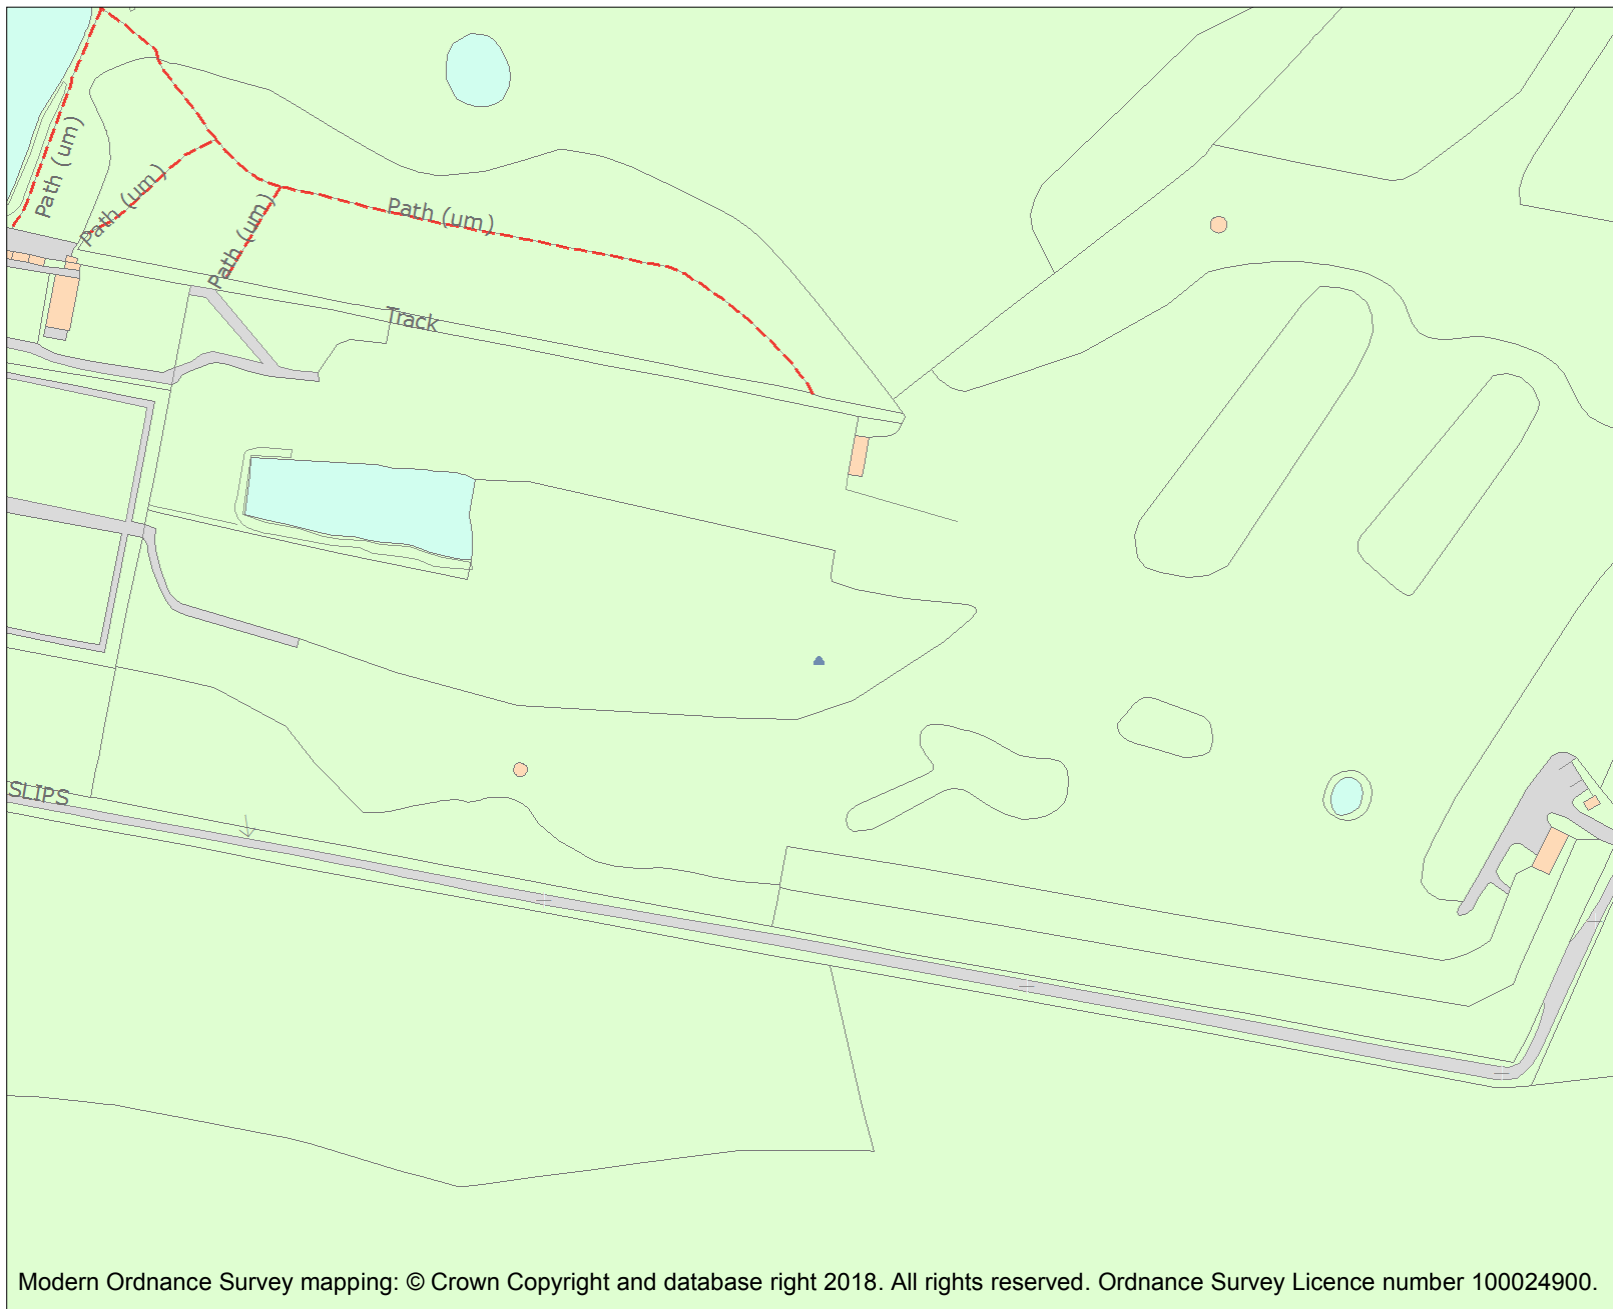 Path (um)
Path (um)
Path (um)
Path (um)
Track
SLIPS
Modern Ordnance Survey mapping: © Crown Copyright and database right 2018. All rights reserved. Ordnance Survey Licence number 100024900.